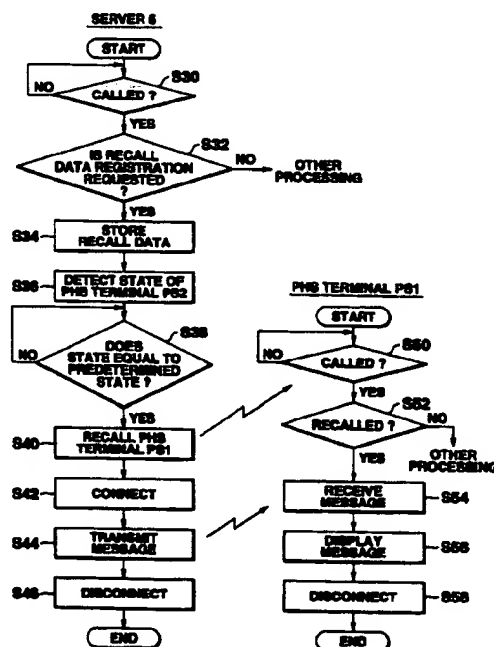 SERVER 6
START
S30
NO
CALLED ?
YES
S32
IS RECALL
DATA REGISTRATION
REQUESTED
?
NO
OTHER
PROCESSING
YES
S34
STORE
RECALL DATA
S36
DETECT STATE OF
PHS TERMINAL PS2
S38
DOES
STATE EQUAL TO
PREDETERMINED
STATE ?
NO
YES
S40
RECALL PHS
TERMINAL PS1
S42
CONNECT
S44
TRANSMIT
MESSAGE
S46
DISCONNECT
END
PHS TERMINAL PS1
START
S50
NO
CALLED ?
YES
S52
RECALLED ?
NO
OTHER
PROCESSING
YES
RECEIVE
MESSAGE
S54
DISPLAY
MESSAGE
S56
DISCONNECT
S58
END